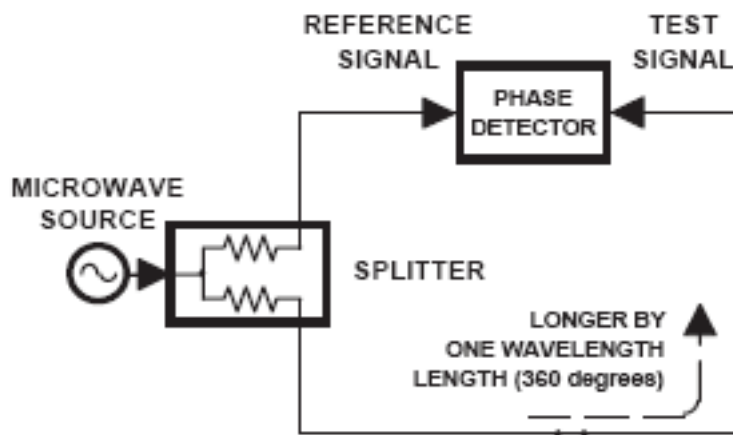 REFERENCE
SIGNAL
TEST
SIGNAL
PHASE
DETECTOR
MICROWAVE
SOURCE
SPLITTER
LONGER BY
ONE WAVELENGTH
LENGTH (360 degrees)